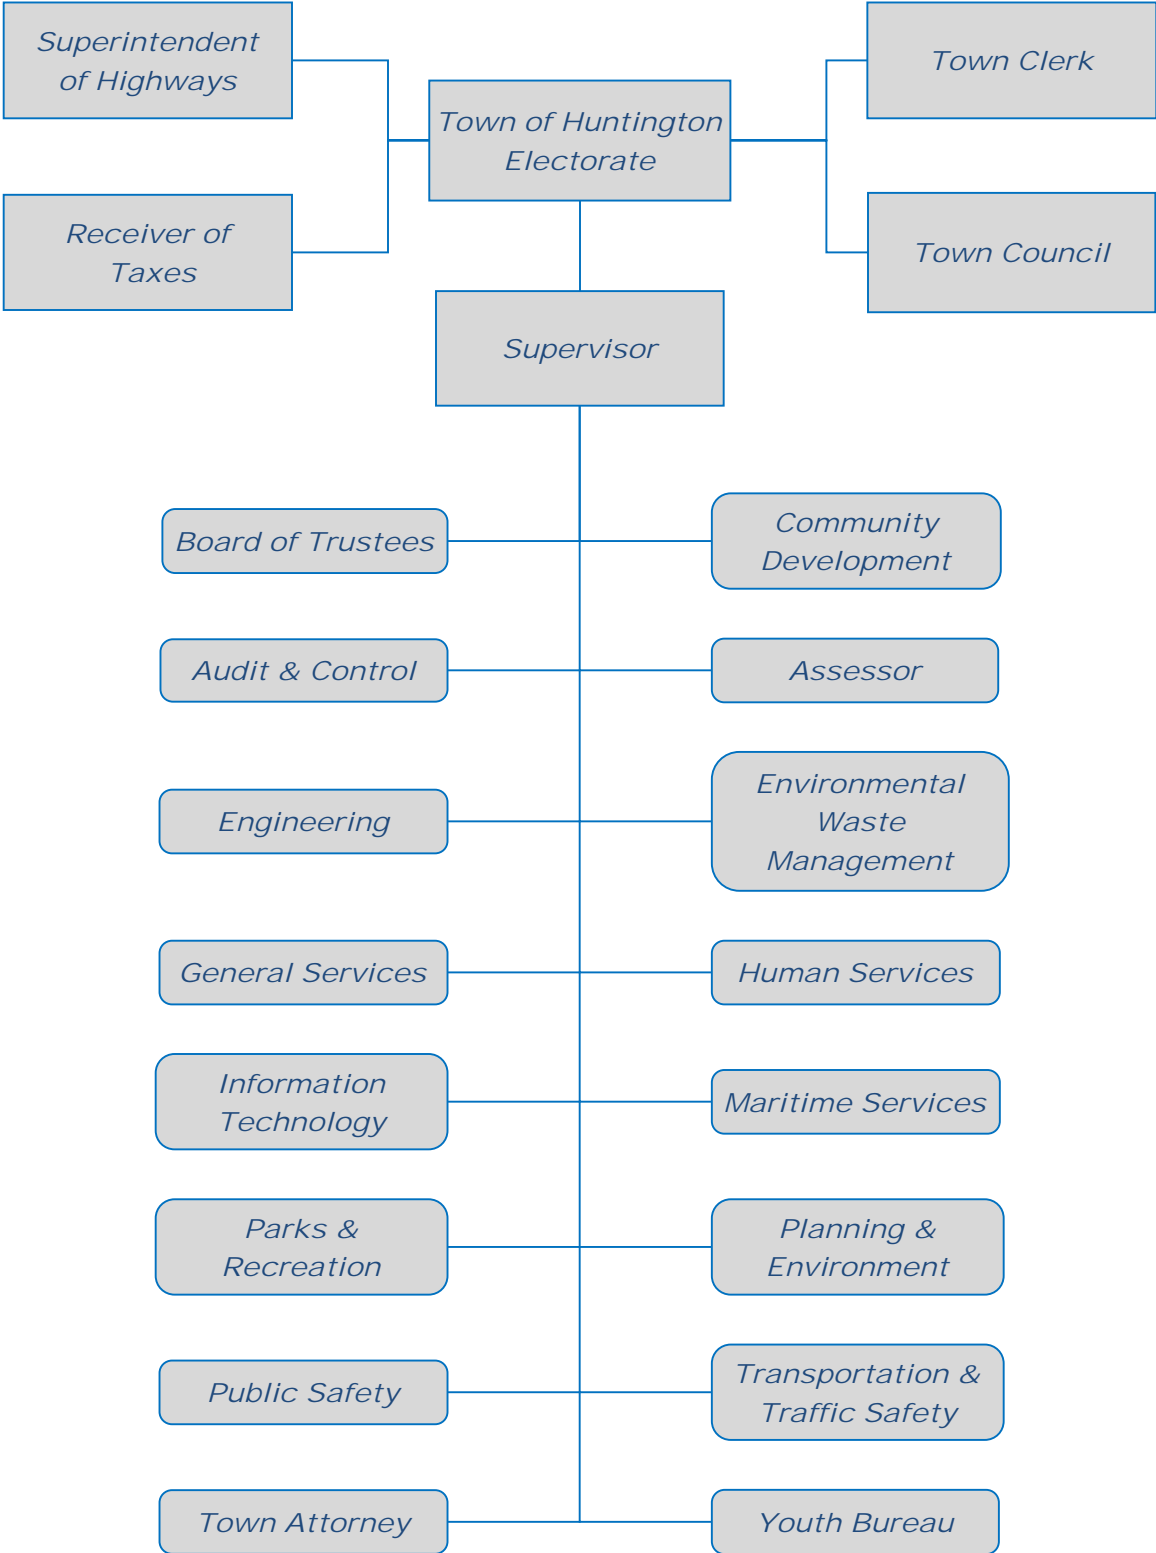 Superintendent
of Highways
Town Clerk
Town of Huntington
Electorate
Receiver of
Taxes
Town Council
Supervisor
Board of Trustees
Community
Development
Audit & Control
Assessor
Engineering
Environmental
Waste
Management
General Services
Human Services
Information
Technology
Maritime Services
Parks &
Recreation
Planning &
Environment
Public Safety
Transportation &
Traffic Safety
Town Attorney
Youth Bureau